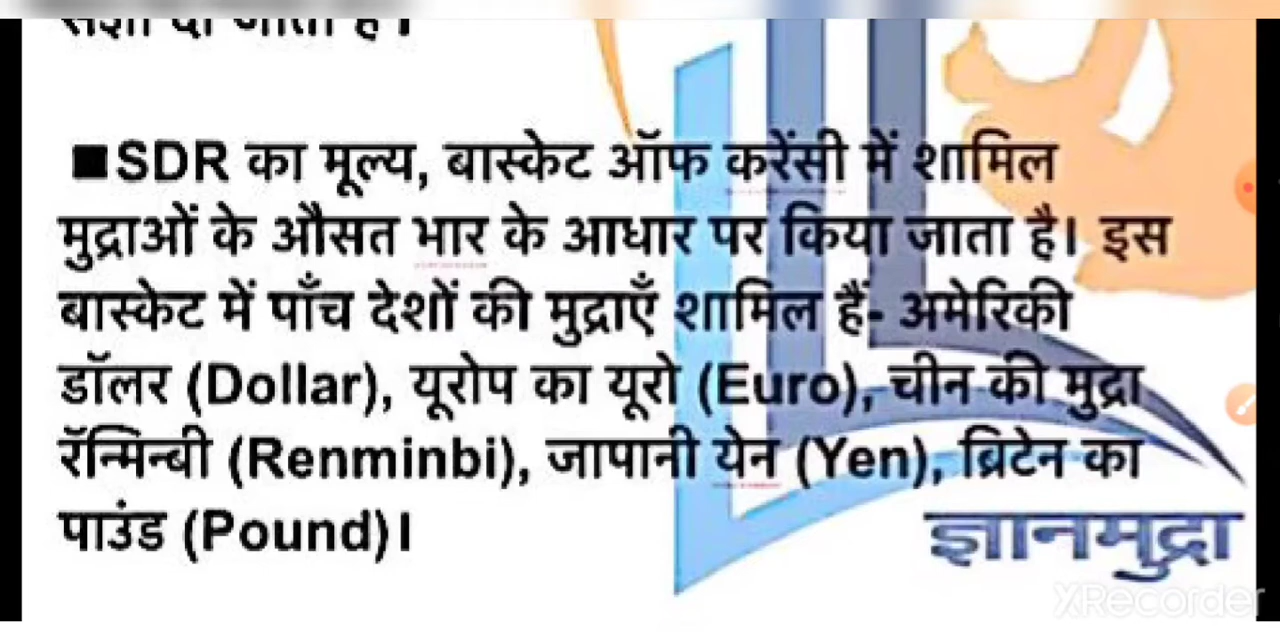 ■SDR का मूल्य, बास्केट ऑफ करेंसी में शामिल
मुद्राओं के औसत भार के आधार पर किया जाता है। इस
बास्केट में पाँच देशों की मुद्राएँ शामिल हैं- अमेरिकी
डॉलर (Dollar), यूरोप का यूरो (Euro), चीन की मुद्रा
रॅन्मिन्बी (Renminbi), जापानी येन (Yen), ब्रिटेन का
पाउंड (Pound)।
ज्ञानमुद्रा
XRecorder